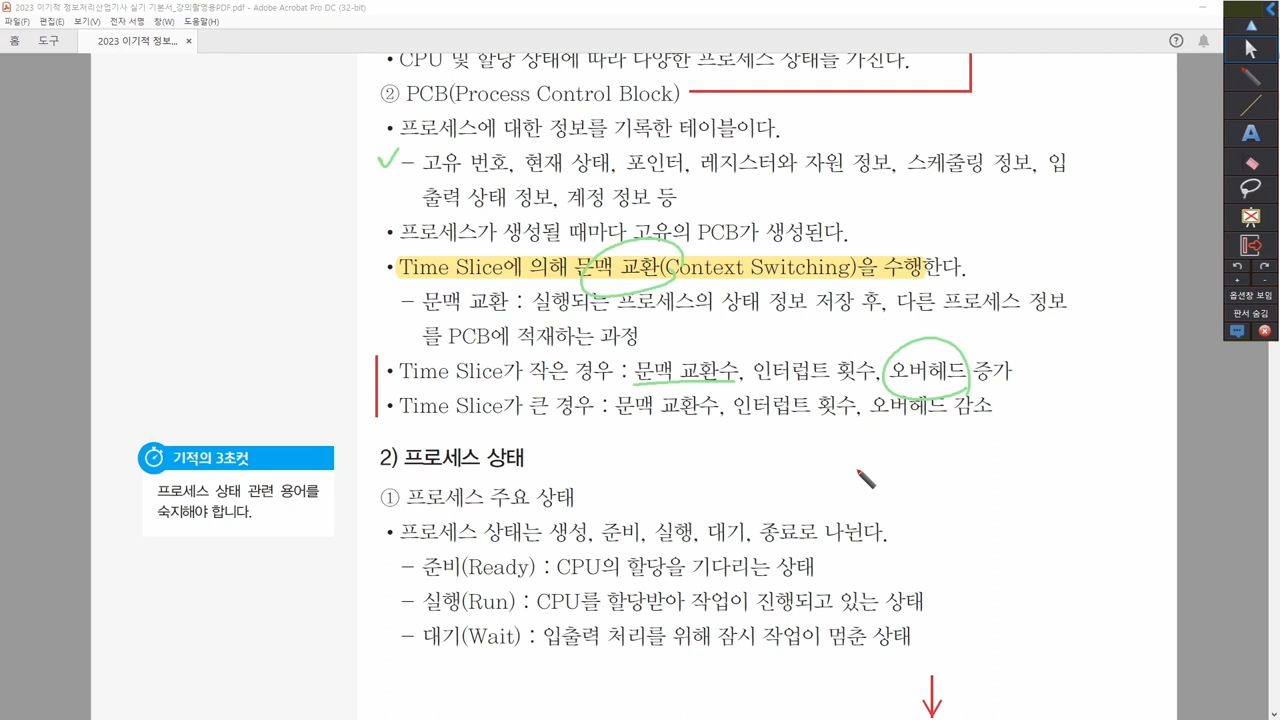 2023 이기적 정보처리산업기사 실기 기본서_강의촬영용PDF.pdf - Adobe Acrobat Pro DC (32-bit)
파일(F) 편집(E) 보기(V) 전자 서명 창(W) 도움말(H)
홈 도구 2023 이기적 정보... ×
• CPU 및 할당 상태에 따라 다양한 프로세스 상태를 가진다.
② PCB(Process Control Block)
• 프로세스에 대한 정보를 기록한 테이블이다.
– 고유 번호, 현재 상태, 포인터, 레지스터와 자원 정보, 스케줄링 정보, 입
출력 상태 정보, 계정 정보 등
• 프로세스가 생성될 때마다 고유의 PCB가 생성된다.
• Time Slice에 의해 문맥 교환(Context Switching)을 수행한다.
– 문맥 교환 : 실행되는 프로세스의 상태 정보 저장 후, 다른 프로세스 정보
를 PCB에 적재하는 과정
• Time Slice가 작은 경우 : 문맥 교환수, 인터럽트 횟수, 오버헤드 증가
• Time Slice가 큰 경우 : 문맥 교환수, 인터럽트 횟수, 오버헤드 감소
2) 프로세스 상태
① 프로세스 주요 상태
• 프로세스 상태는 생성, 준비, 실행, 대기, 종료로 나뉜다.
– 준비(Ready) : CPU의 할당을 기다리는 상태
– 실행(Run) : CPU를 할당받아 작업이 진행되고 있는 상태
– 대기(Wait) : 입출력 처리를 위해 잠시 작업이 멈춘 상태
기적의 3초컷
프로세스 상태 관련 용어를
숙지해야 합니다.
A
+ -
옵션창 보임
판서 숨김